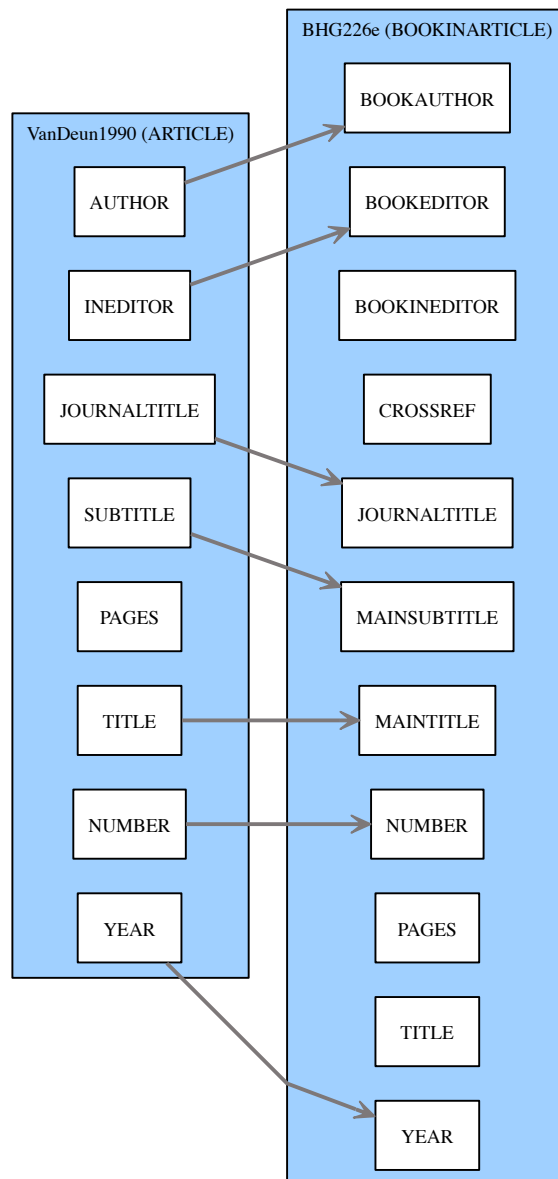 VanDeun1990 (ARTICLE)
AUTHOR
INEDITOR
JOURNALTITLE
SUBTITLE
PAGES
TITLE
NUMBER
YEAR
BHG226e (BOOKINARTICLE)
BOOKAUTHOR
BOOKEDITOR
BOOKINEDITOR
CROSSREF
JOURNALTITLE
MAINSUBTITLE
MAINTITLE
NUMBER
PAGES
TITLE
YEAR